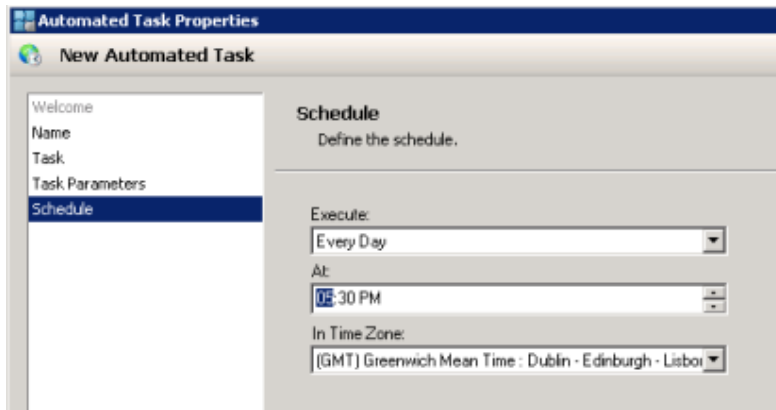 Automated Task Properties
New Automated Task
Welcome
Name
Task
Task Parameters
Schedule
Schedule
Define the schedule.
Execute:
Every Day
At:
05:30 PM
In Time Zone:
(GMT) Greenwich Mean Time : Dublin - Edinburgh - Lisbo